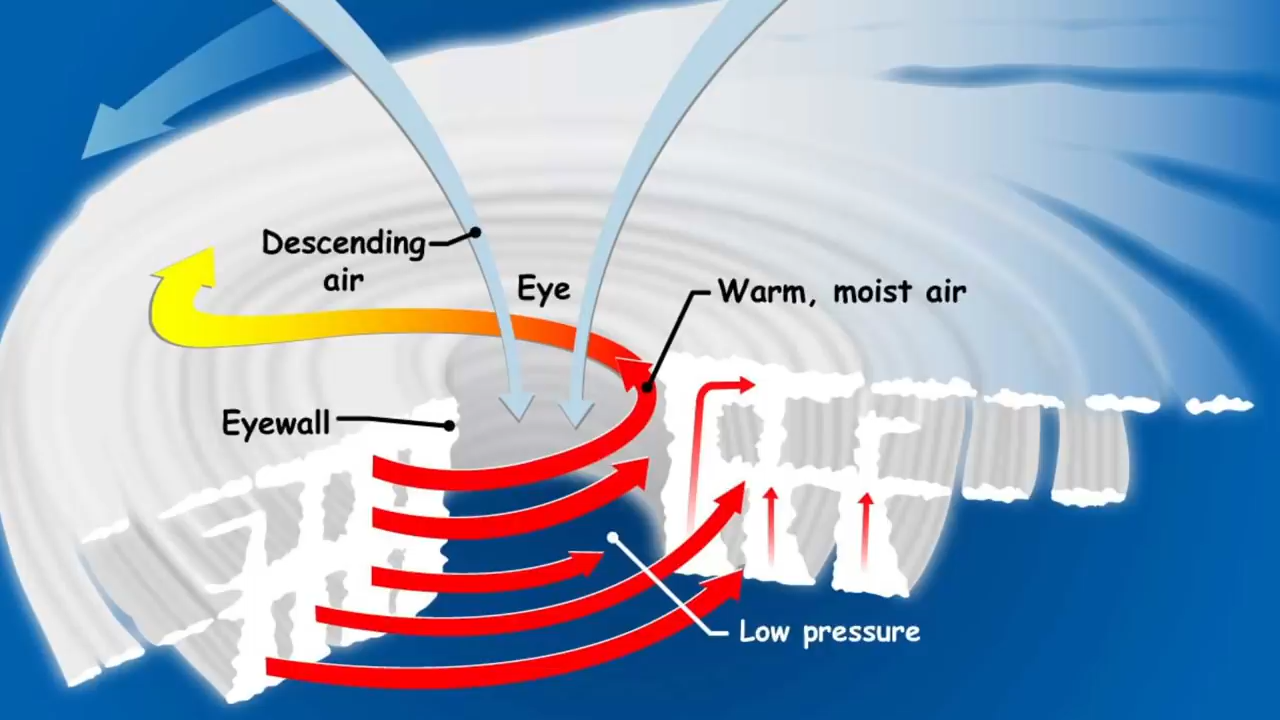 Descending
air
Eye
Warm, moist air
Eyewall
Low pressure